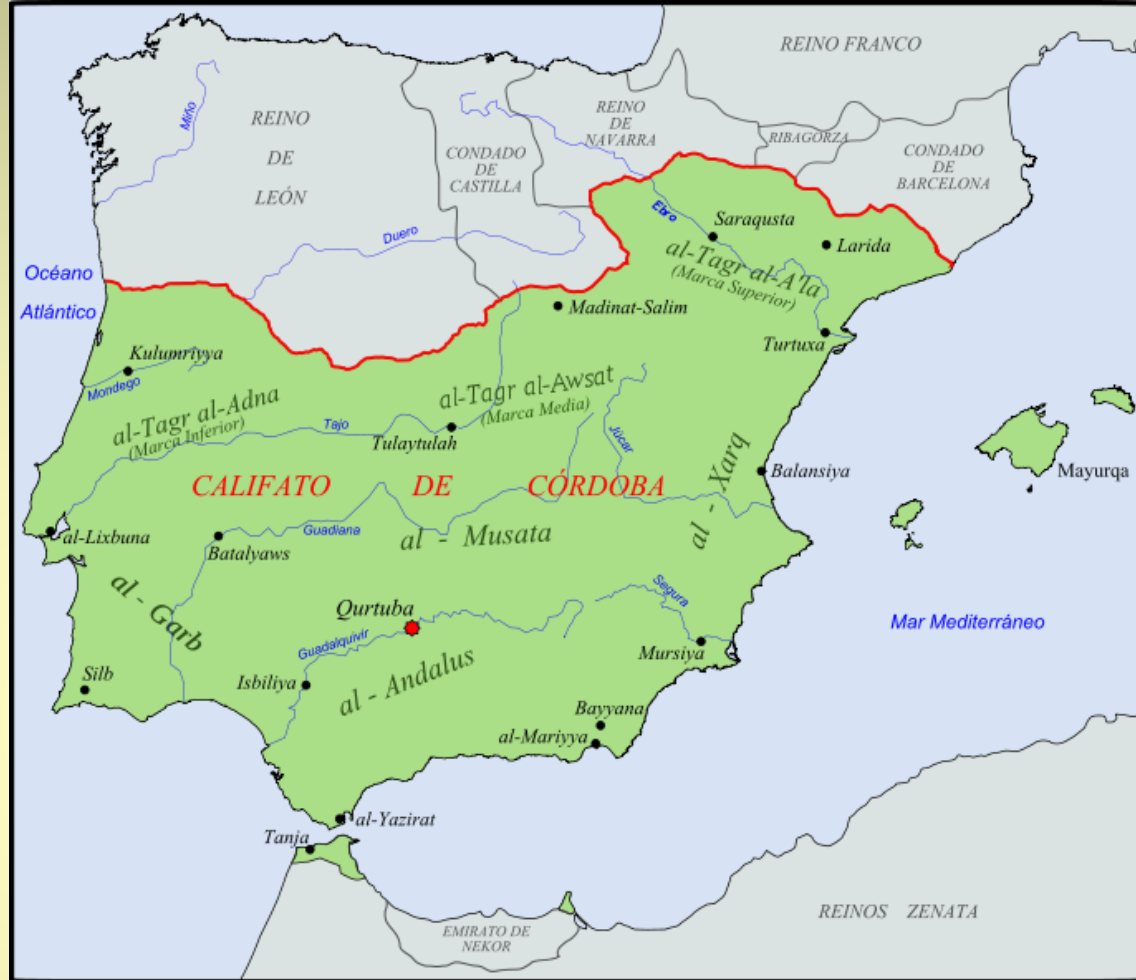 REINO FRANCO
REINO
DE
LEÓN
Miño
CONDADO
DE
CASTILLA
REINO
DE
NAVARRA
RIBAGORZA
CONDADO
DE
BARCELONA
Ebro
Saraqusta
Larida
Duero
al-Tagr al-A'la
(Marca Superior)
Océano
Atlántico
Madinat-Salim
Turtuxa
Kulumriyya
Mondego
al-Tagr al-Adna
(Marca Inferior)
al-Tagr al-Awsat
(Marca Media)
Tajo
Tulaytulah
Júcar
al - Xarq
Balansiya
Mayurqa
CALIFATO DE CÓRDOBA
al-Lixbuna
Batalyaws
Guadiana
al - Musata
al - Garb
Qurtuba
Segura
Mar Mediterráneo
Guadalquivir
Mursiya
Silb
Isbiliya
al - Andalus
Bayyana
al-Mariyya
al-Yazirat
Tanja
EMIRATO DE
NEKOR
REINOS ZENATA